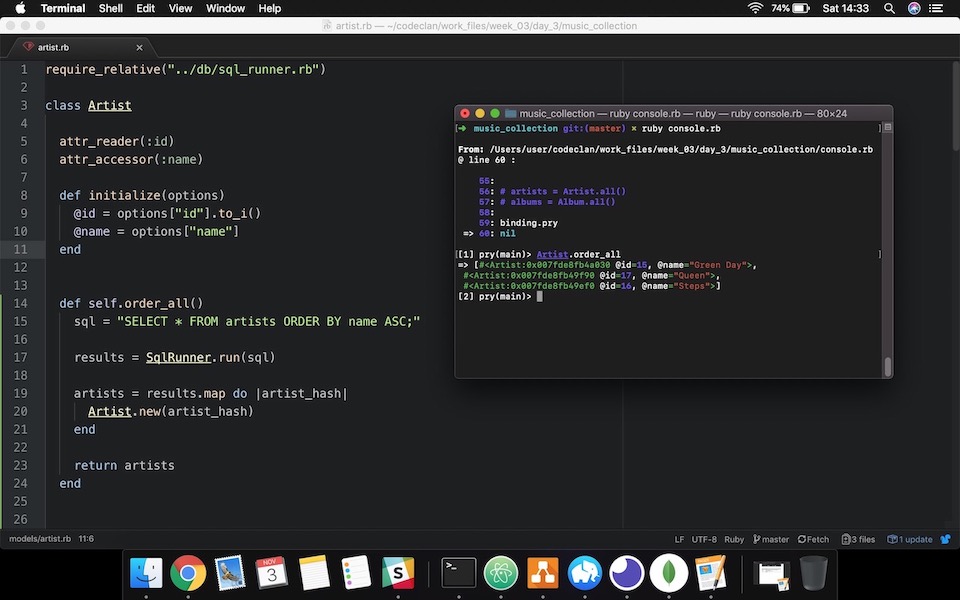 Terminal Shell Edit View Window Help 74% Sat 14:33
artist.rb — ~/codeclan/work_files/week_03/day_3/music_collection
artist.rb ×
1 require_relative("../db/sql_runner.rb")
2
3 class Artist
4
5 attr_reader(:id)
6 attr_accessor(:name)
7
8 def initialize(options)
9 @id = options["id"].to_i()
10 @name = options["name"]
11 end
12
13
14 def self.order_all()
15 sql = "SELECT * FROM artists ORDER BY name ASC;"
16
17 results = SqlRunner.run(sql)
18
19 artists = results.map do |artist_hash|
20 Artist.new(artist_hash)
21 end
22
23 return artists
24 end
25
26
music_collection — ruby console.rb — ruby — ruby console.rb — 80×24
[➜ music_collection git:(master) × ruby console.rb ]
From: /Users/user/codeclan/work_files/week_03/day_3/music_collection/console.rb
@ line 60 :
55:
56: # artists = Artist.all()
57: # albums = Album.all()
58:
59: binding.pry
=> 60: nil
[[1] pry(main)> Artist.order_all ]
=> [#<Artist:0x007fde8fb4a030 @id=15, @name="Green Day">,
#<Artist:0x007fde8fb49f90 @id=17, @name="Queen">,
#<Artist:0x007fde8fb49ef0 @id=16, @name="Steps">]
[2] pry(main)>
models/artist.rb 11:6 LF UTF-8 Ruby master Fetch 3 files 1 update
NOV
3
S
>_